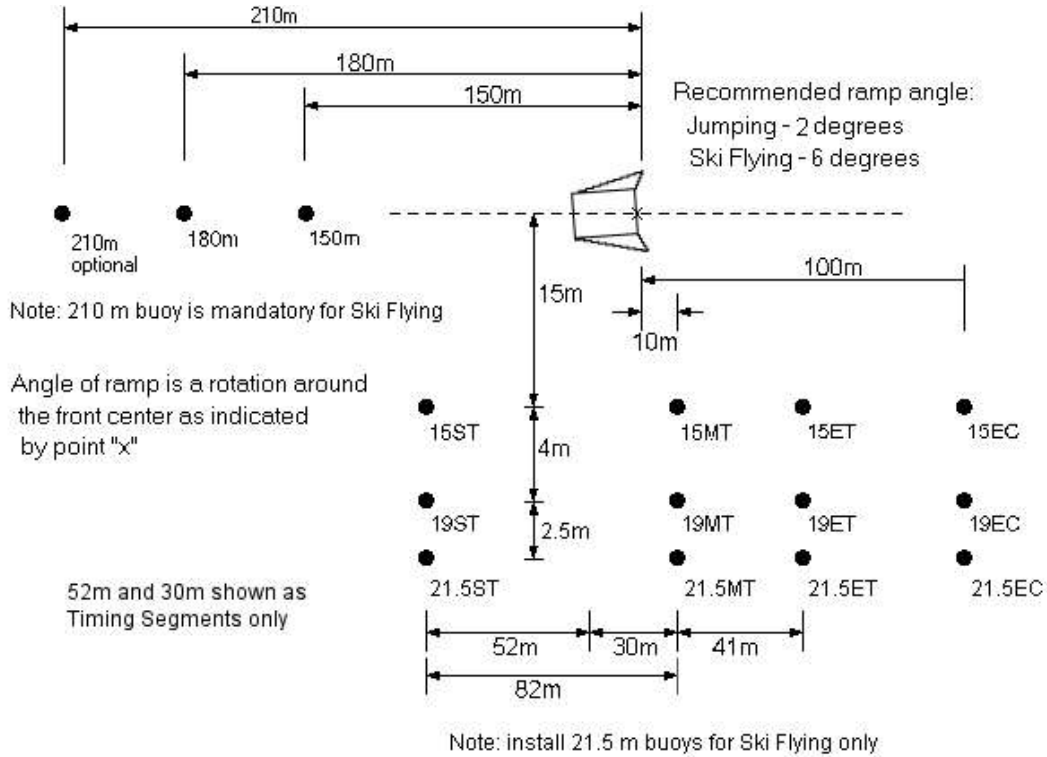 210m
180m
150m
Recommended ramp angle:
Jumping - 2 degrees
Ski Flying - 6 degrees
210m
optional
180m
150m
x
100m
15m
10m
Note: 210 m buoy is mandatory for Ski Flying
Angle of ramp is a rotation around
the front center as indicated
by point "x"
15ST
15MT
15ET
15EC
4m
19ST
19MT
19ET
19EC
2.5m
21.5ST
21.5MT
21.5ET
21.5EC
52m and 30m shown as
Timing Segments only
52m
30m
41m
82m
Note: install 21.5 m buoys for Ski Flying only